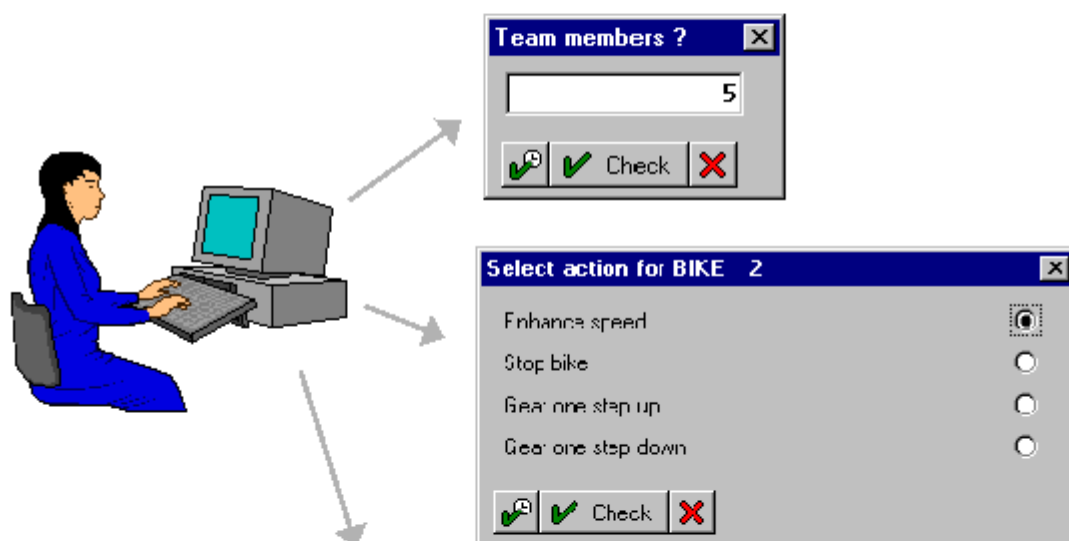 Team members ?
5
Check
Select action for BIKE 2
Enhance speed
Stop bike
Gear one step up
Gear one step down
Check